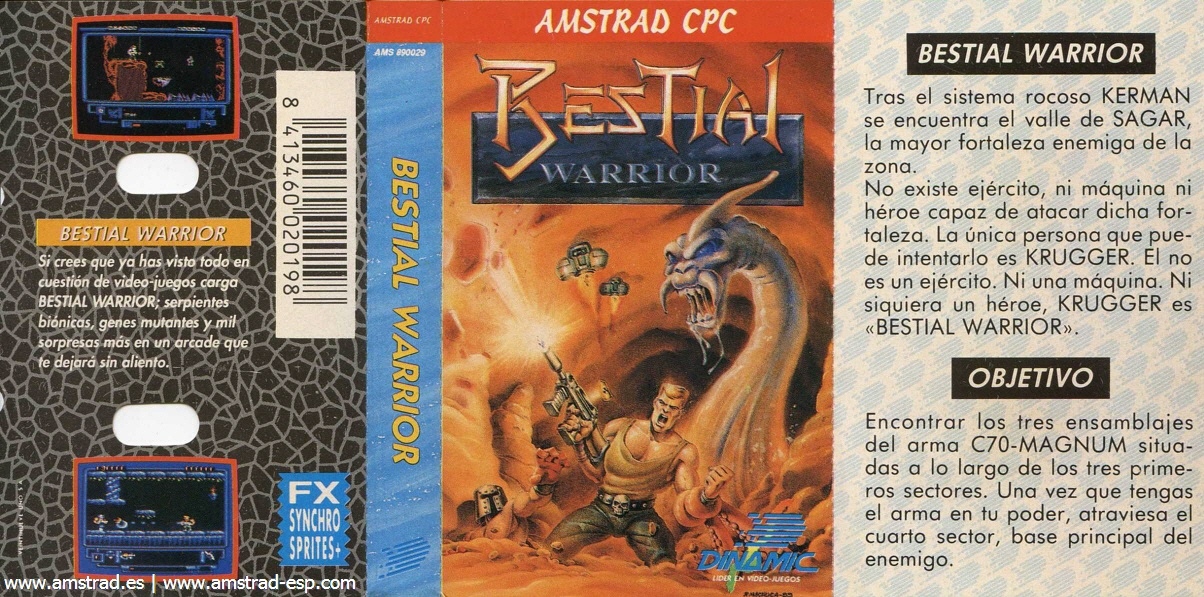 BESTIAL WARRIOR
Si crees que ya has visto todo en
cuestión de video-juegos carga
BESTIAL WARRIOR; serpientes
biónicas, genes mutantes y mil
sorpresas más en un arcade que
te dejará sin aliento.
8 413460 020198
FX
SYNCHRO
SPRITES+
www.amstrad.es | www.amstrad-esp.com
AMSTRAD CPC
AMS 890029
BESTIAL WARRIOR
AMSTRAD CPC
BESTIAL
WARRIOR
DINAMIC
LIDER EN VIDEO-JUEGOS
BESTIAL WARRIOR
Tras el sistema rocoso KERMAN
se encuentra el valle de SAGAR,
la mayor fortaleza enemiga de la
zona.
No existe ejército, ni máquina ni
héroe capaz de atacar dicha for-
taleza. La única persona que pue-
de intentarlo es KRUGGER. El no
es un ejército. Ni una máquina. Ni
siquiera un héroe, KRUGGER es
«BESTIAL WARRIOR».
OBJETIVO
Encontrar los tres ensamblajes
del arma C70-MAGNUM situa-
das a lo largo de los tres prime-
ros sectores. Una vez que tengas
el arma en tu poder, atraviesa el
cuarto sector, base principal del
enemigo.